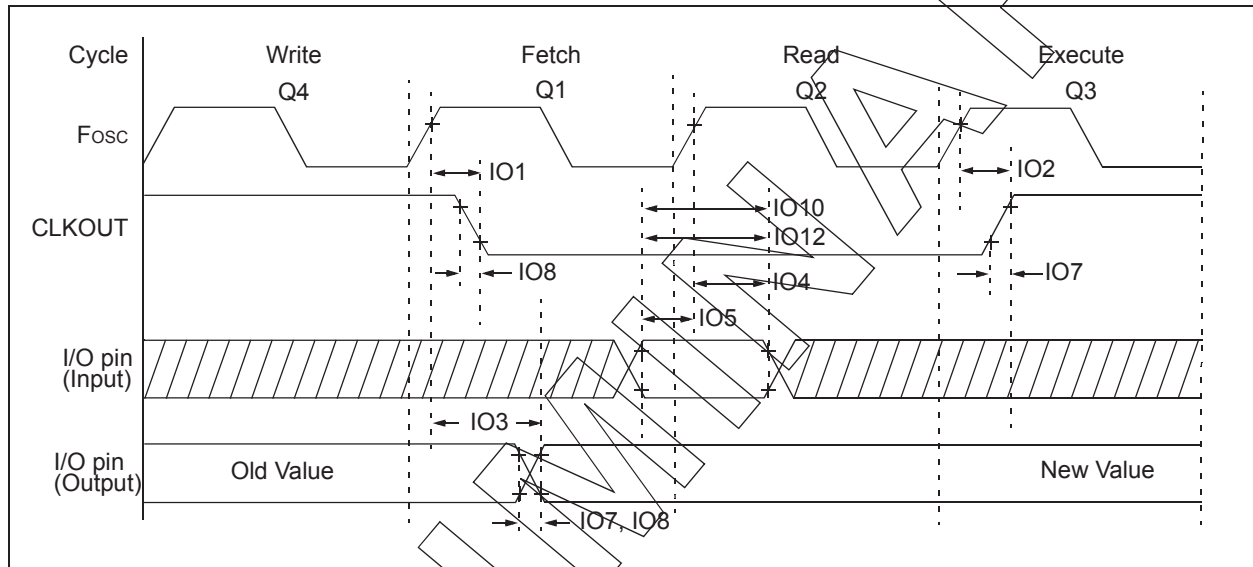 Cycle Write Fetch Read Execute
Q4 Q1 Q2 Q3
FOSC
IO1 IO2
IO10
CLKOUT
IO12
IO8 IO4 IO7
IO5
I/O pin
(Input)
IO3
I/O pin
(Output)
Old Value New Value
IO7, IO8